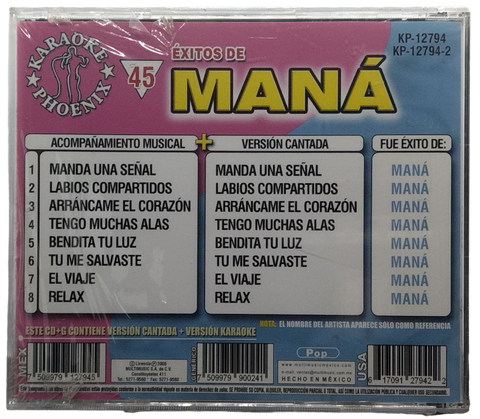 KARAOKE
PHOENIX
45
ÉXITOS DE
MANÁ
KP-12794
KP-12794-2
ACOMPAÑAMIENTO MUSICAL + VERSIÓN CANTADA FUE ÉXITO DE:
1 MANDA UNA SEÑAL MANDA UNA SEÑAL MANÁ
2 LABIOS COMPARTIDOS LABIOS COMPARTIDOS MANÁ
3 ARRÁNCAME EL CORAZÓN ARRÁNCAME EL CORAZÓN MANÁ
4 TENGO MUCHAS ALAS TENGO MUCHAS ALAS MANÁ
5 BENDITA TU LUZ BENDITA TU LUZ MANÁ
6 TU ME SALVASTE TU ME SALVASTE MANÁ
7 EL VIAJE EL VIAJE MANÁ
8 RELAX RELAX MANÁ
NOTA: EL NOMBRE DEL ARTISTA APARECE SÓLO COMO REFERENCIA
ESTE CD+G CONTIENE VERSIÓN CANTADA + VERSIÓN KARAOKE
MEX
7 509979 127945
MULTIMUSIC S.A. de C.V.
7 509979 900241
Pop
HECHO EN MÉXICO
USA
6 17091 27942 2